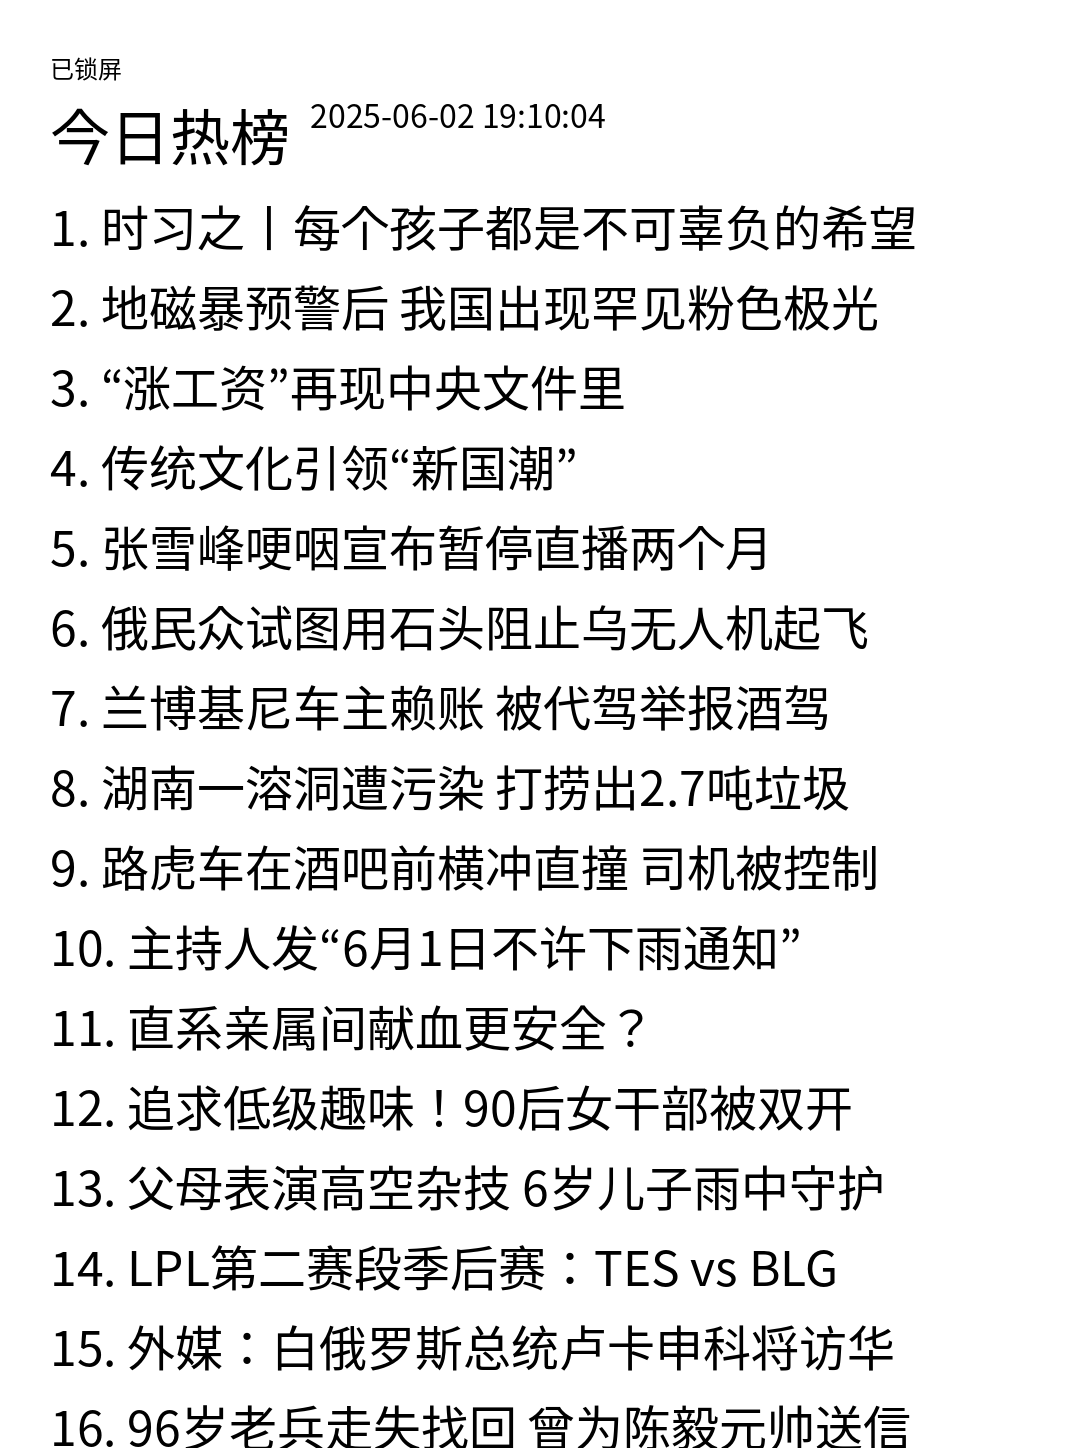 已锁屏
今日热榜 2025-06-02 19:10:04
1. 时习之丨每个孩子都是不可辜负的希望
2. 地磁暴预警后 我国出现罕见粉色极光
3. “涨工资”再现中央文件里
4. 传统文化引领“新国潮”
5. 张雪峰哽咽宣布暂停直播两个月
6. 俄民众试图用石头阻止乌无人机起飞
7. 兰博基尼车主赖账 被代驾举报酒驾
8. 湖南一溶洞遭污染 打捞出2.7吨垃圾
9. 路虎车在酒吧前横冲直撞 司机被控制
10. 主持人发“6月1日不许下雨通知”
11. 直系亲属间献血更安全？
12. 追求低级趣味！90后女干部被双开
13. 父母表演高空杂技 6岁儿子雨中守护
14. LPL第二赛段季后赛：TES vs BLG
15. 外媒：白俄罗斯总统卢卡申科将访华
16. 96岁老兵走失找回 曾为陈毅元帅送信